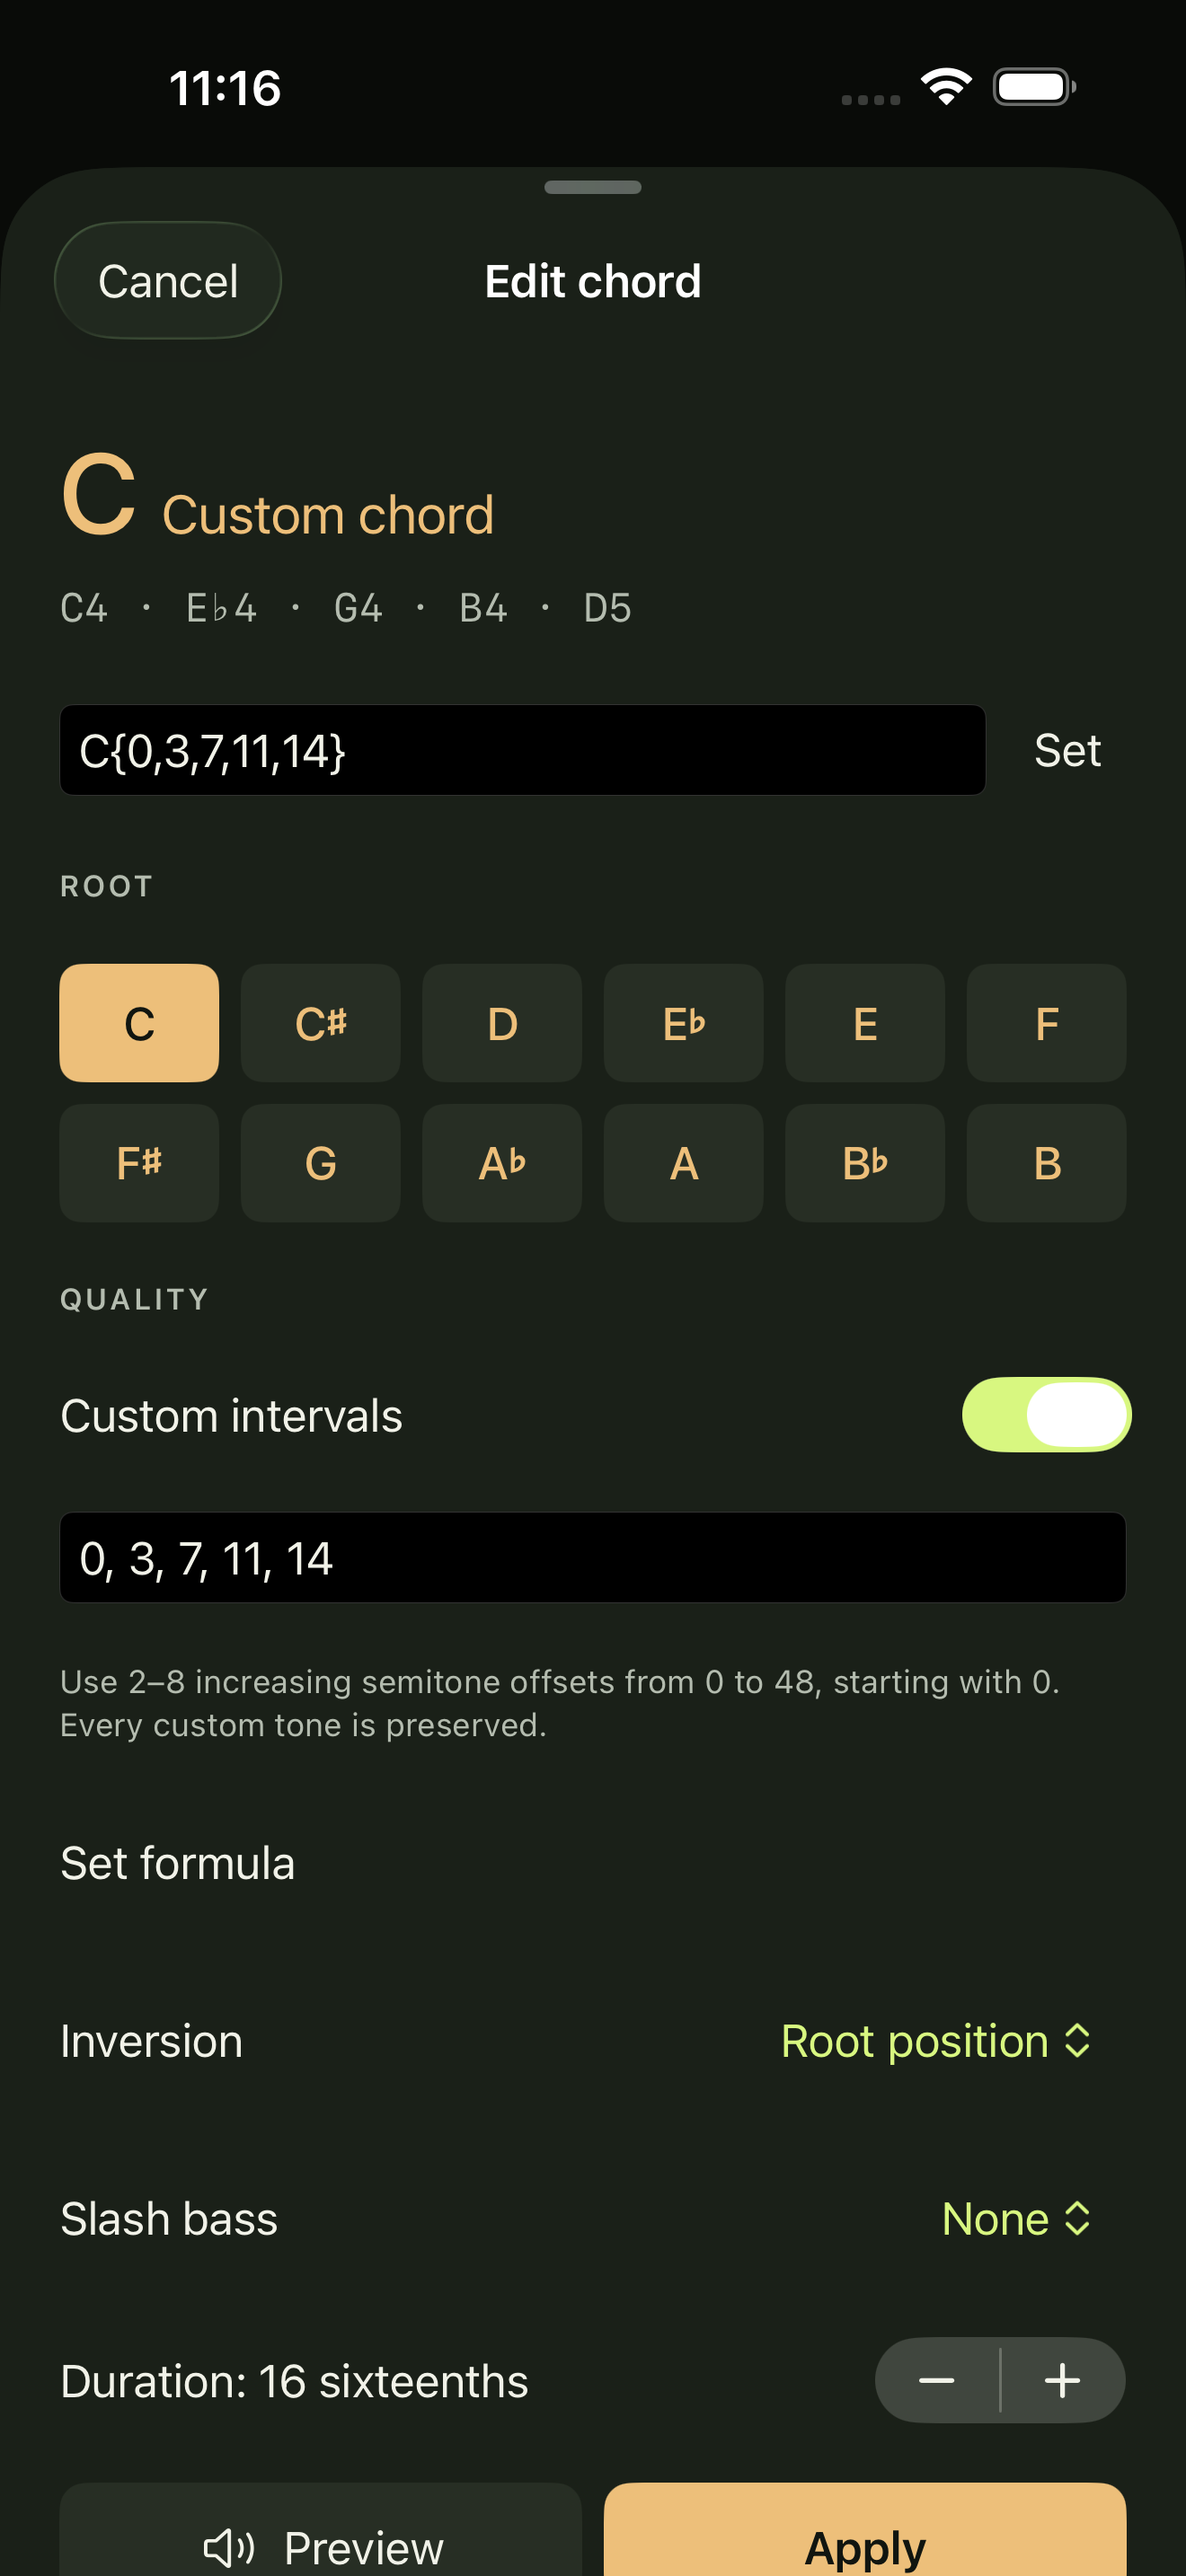 11:16
Cancel
Edit chord
C Custom chord
C4 · E♭4 · G4 · B4 · D5
C{0,3,7,11,14}
Set
ROOT
C C♯ D E♭ E F
F♯ G A♭ A B♭ B
QUALITY
Custom intervals
0, 3, 7, 11, 14
Use 2–8 increasing semitone offsets from 0 to 48, starting with 0.
Every custom tone is preserved.
Set formula
Inversion Root position
Slash bass None
Duration: 16 sixteenths − +
Preview Apply